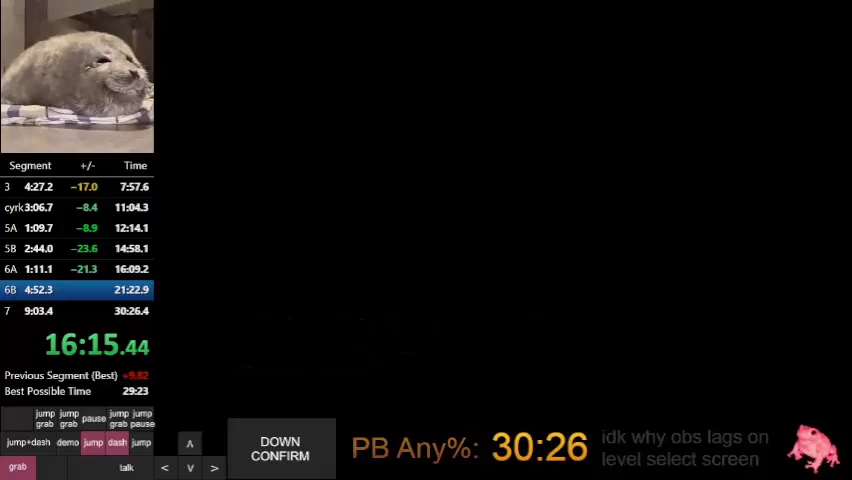 Segment +/- Time
3 4:27.2 −17.0 7:57.6
cyrk 3:06.7 −8.4 11:04.3
5A 1:09.7 −8.9 12:14.1
5B 2:44.0 −23.6 14:58.1
6A 1:11.1 −21.3 16:09.2
6B 4:52.3 21:22.9
7 9:03.4 30:26.4
16:15.44
Previous Segment (Best) +9.82
Best Possible Time 29:23
jump grab jump grab pause jump grab jump pause
jump+dash demo jump dash jump ʌ
grab talk < v >
DOWN
CONFIRM
PB Any%: 30:26
idk why obs lags on
level select screen